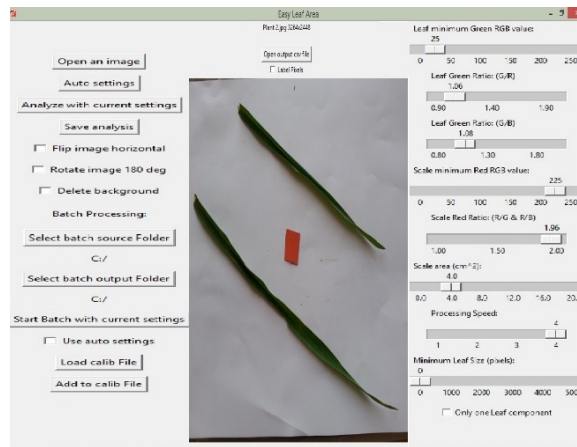 Easy Leaf Area
Plant 2.jpg 3264x2448
Open an image
Auto settings
Analyze with current settings
Save analysis
Flip image horizontal
Rotate image 180 deg
Delete background
Batch Processing:
Select batch source Folder
C:/
Select batch output Folder
C:/
Start Batch with current settings
Use auto settings
Load calib File
Add to calib File
Open output csv file
Label Pixels
Leaf minimum Green RGB value:
25
0 50 100 150 200 250
Leaf Green Ratio: (G/R)
1.06
0.90 1.40 1.90
Leaf Green Ratio: (G/B)
1.08
0.80 1.30 1.80
Scale minimum Red RGB value:
225
0 50 100 150 200 250
Scale Red Ratio: (R/G & R/B)
1.96
1.00 1.50 2.00
Scale area (cm^2):
4.0
0.0 4.0 8.0 12.0 16.0 20.
Processing Speed:
4
1 2 3 4
Minimum Leaf Size (pixels):
0
0 1000 2000 3000 4000 500
Only one Leaf component